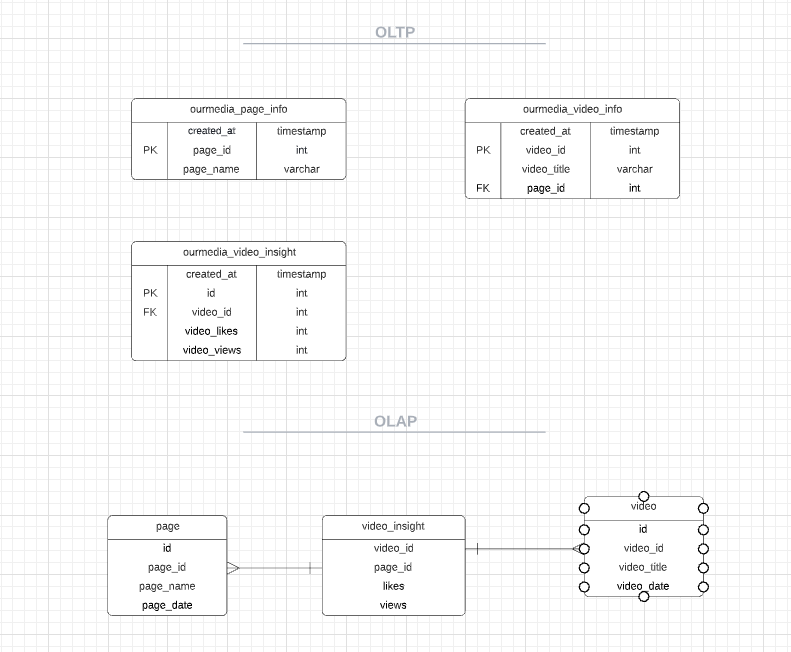 OLTP
ourmedia_page_info
created_at timestamp
PK page_id int
page_name varchar
ourmedia_video_info
created_at timestamp
PK video_id int
video_title varchar
FK page_id int
ourmedia_video_insight
created_at timestamp
PK id int
FK video_id int
video_likes int
video_views int
OLAP
page
id
page_id
page_name
page_date
video_insight
video_id
page_id
likes
views
video
id
video_id
video_title
video_date